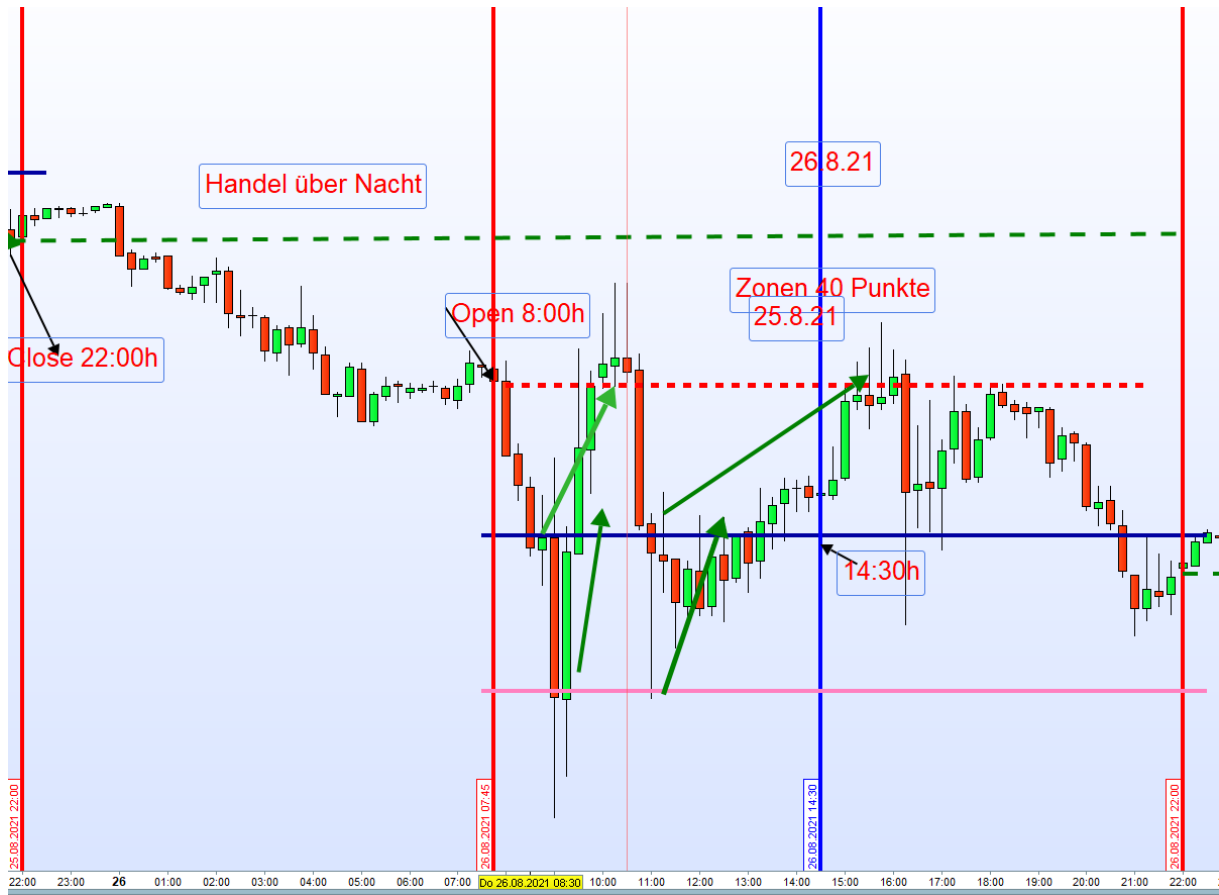 26.8.21
Handel über Nacht
Zonen 40 Punkte
Open 8:00h
25.8.21
Close 22:00h
14:30h
25.08.2021 22:00
26.08.2021 07:45
26.08.2021 14:30
26.08.2021 22:00
22:00 23:00 26 01:00 02:00 03:00 04:00 05:00 06:00 07:00 Do 26.08.2021 08:30 10:00 11:00 12:00 13:00 14:00 15:00 16:00 17:00 18:00 19:00 20:00 21:00 22:00